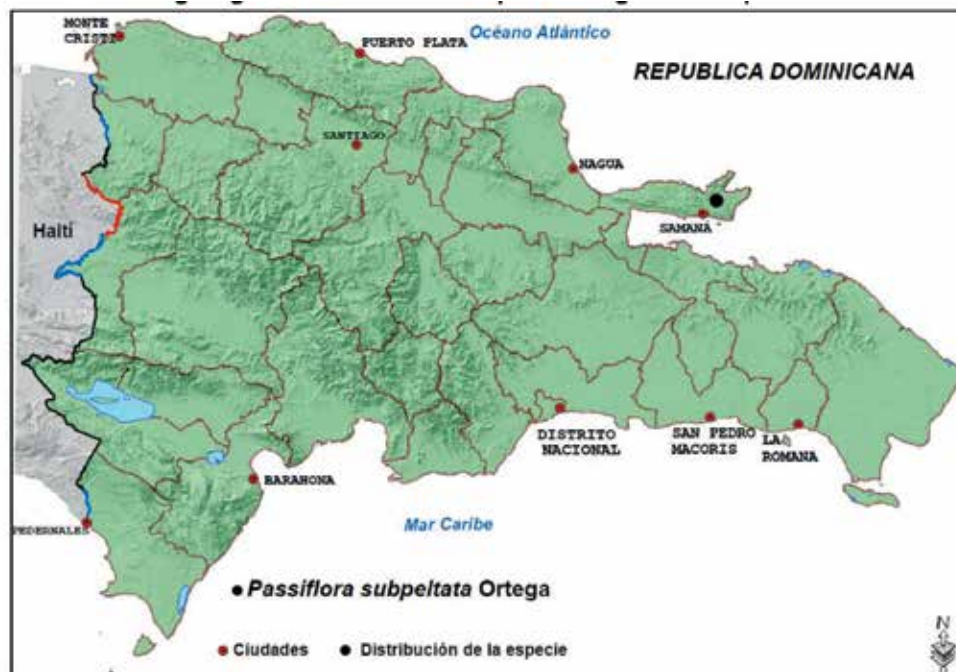 MONTE
CRISTI
PUERTO PLATA
Océano Atlántico
REPUBLICA DOMINICANA
SANTIAGO
NAGUA
SAMANÁ
Haití
DISTRITO
NACIONAL
SAN PEDRO
MACORIS
LA
ROMANA
BARAHONA
PEDERNALES
Mar Caribe
Passiflora subpeltata Ortega
Ciudades
Distribución de la especie
N